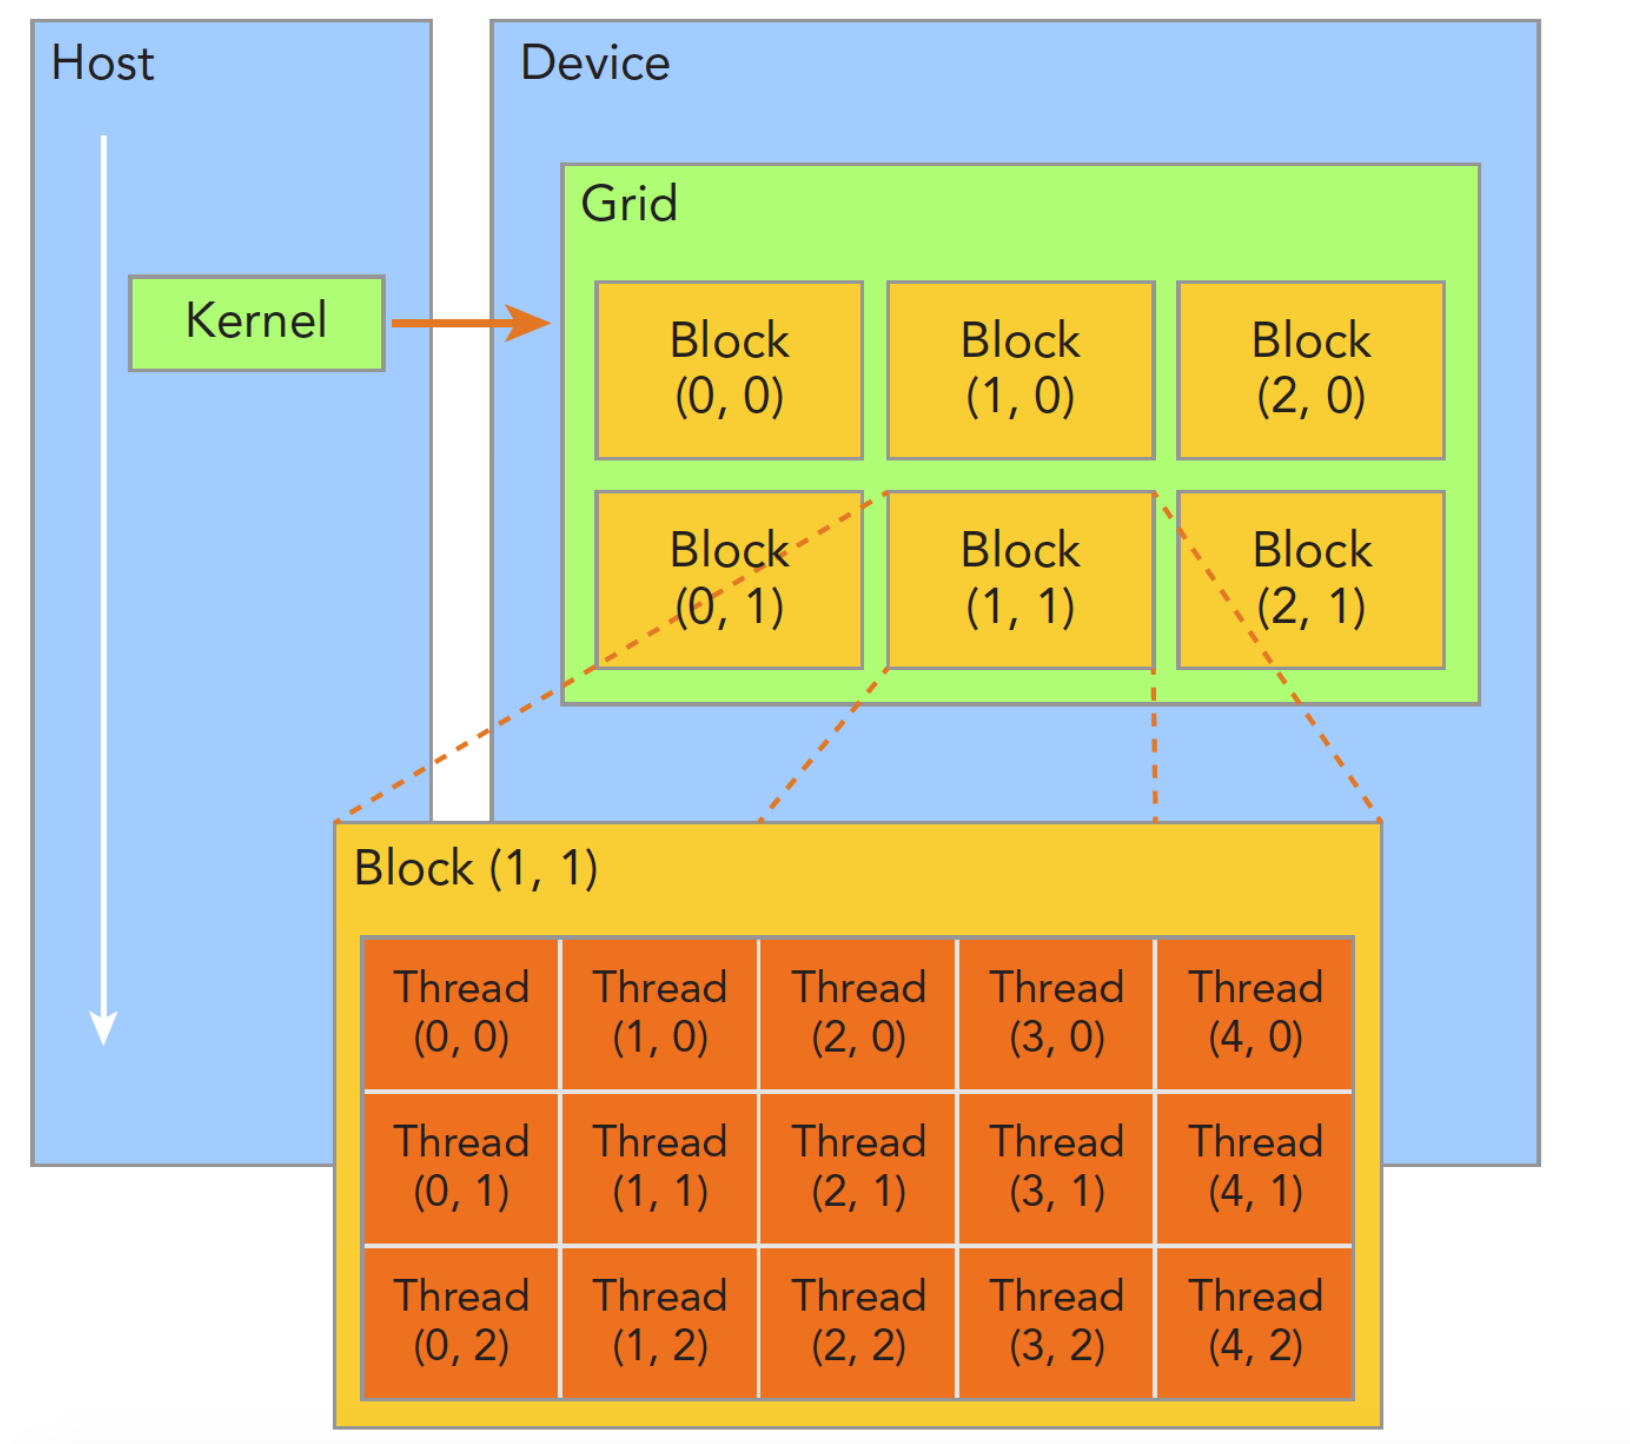 Host
Device
Grid
Kernel
Block
(0, 0)
Block
(1, 0)
Block
(2, 0)
Block
(0, 1)
Block
(1, 1)
Block
(2, 1)
Block (1, 1)
Thread
(0, 0)
Thread
(1, 0)
Thread
(2, 0)
Thread
(3, 0)
Thread
(4, 0)
Thread
(0, 1)
Thread
(1, 1)
Thread
(2, 1)
Thread
(3, 1)
Thread
(4, 1)
Thread
(0, 2)
Thread
(1, 2)
Thread
(2, 2)
Thread
(3, 2)
Thread
(4, 2)